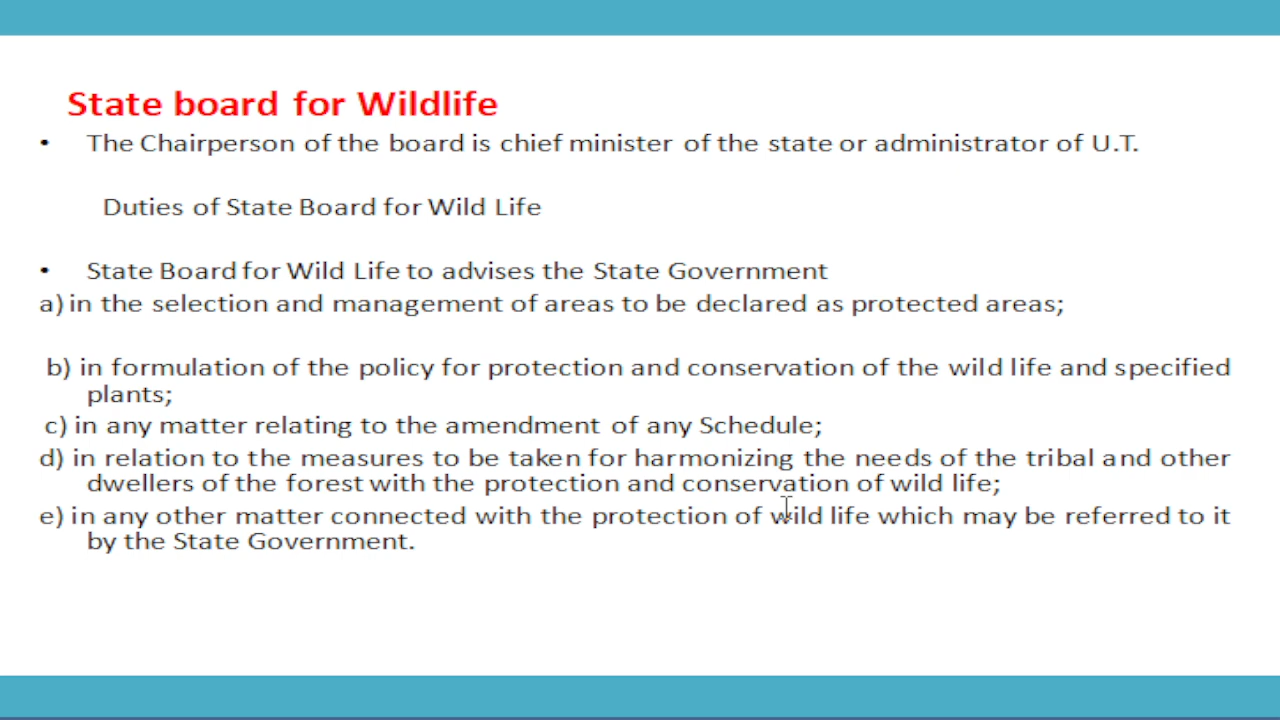 State board for Wildlife
• The Chairperson of the board is chief minister of the state or administrator of U.T.
Duties of State Board for Wild Life
• State Board for Wild Life to advises the State Government
a) in the selection and management of areas to be declared as protected areas;
b) in formulation of the policy for protection and conservation of the wild life and specified
plants;
c) in any matter relating to the amendment of any Schedule;
d) in relation to the measures to be taken for harmonizing the needs of the tribal and other
dwellers of the forest with the protection and conservation of wild life;
e) in any other matter connected with the protection of wild life which may be referred to it
by the State Government.